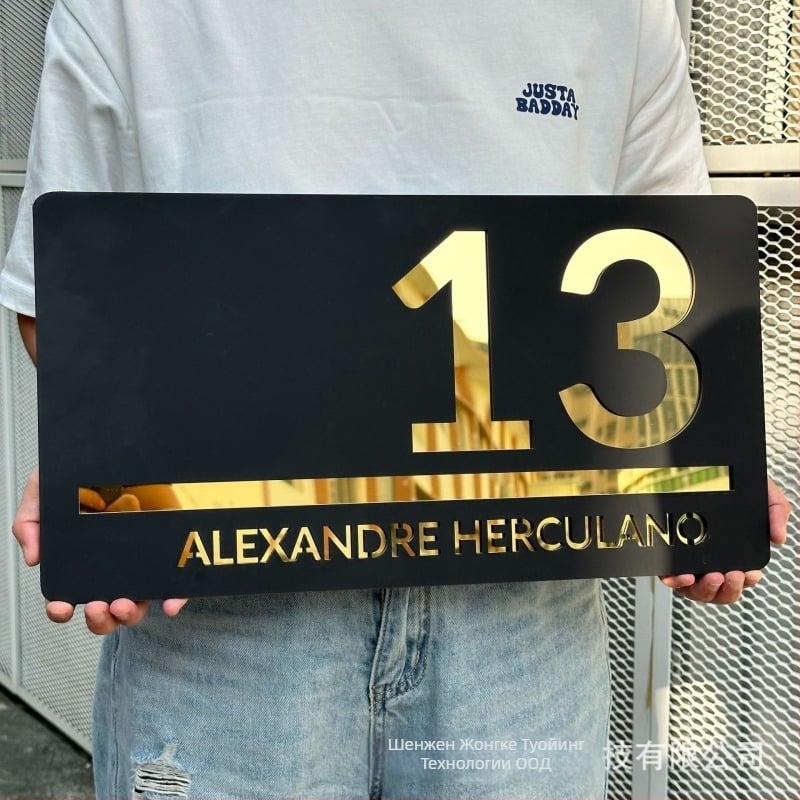 JUSTA
BADDAY
13
ALEXANDRE HERCULANO
Шенжен Жонгке Туойинг
Технологии ООД
技有限公司